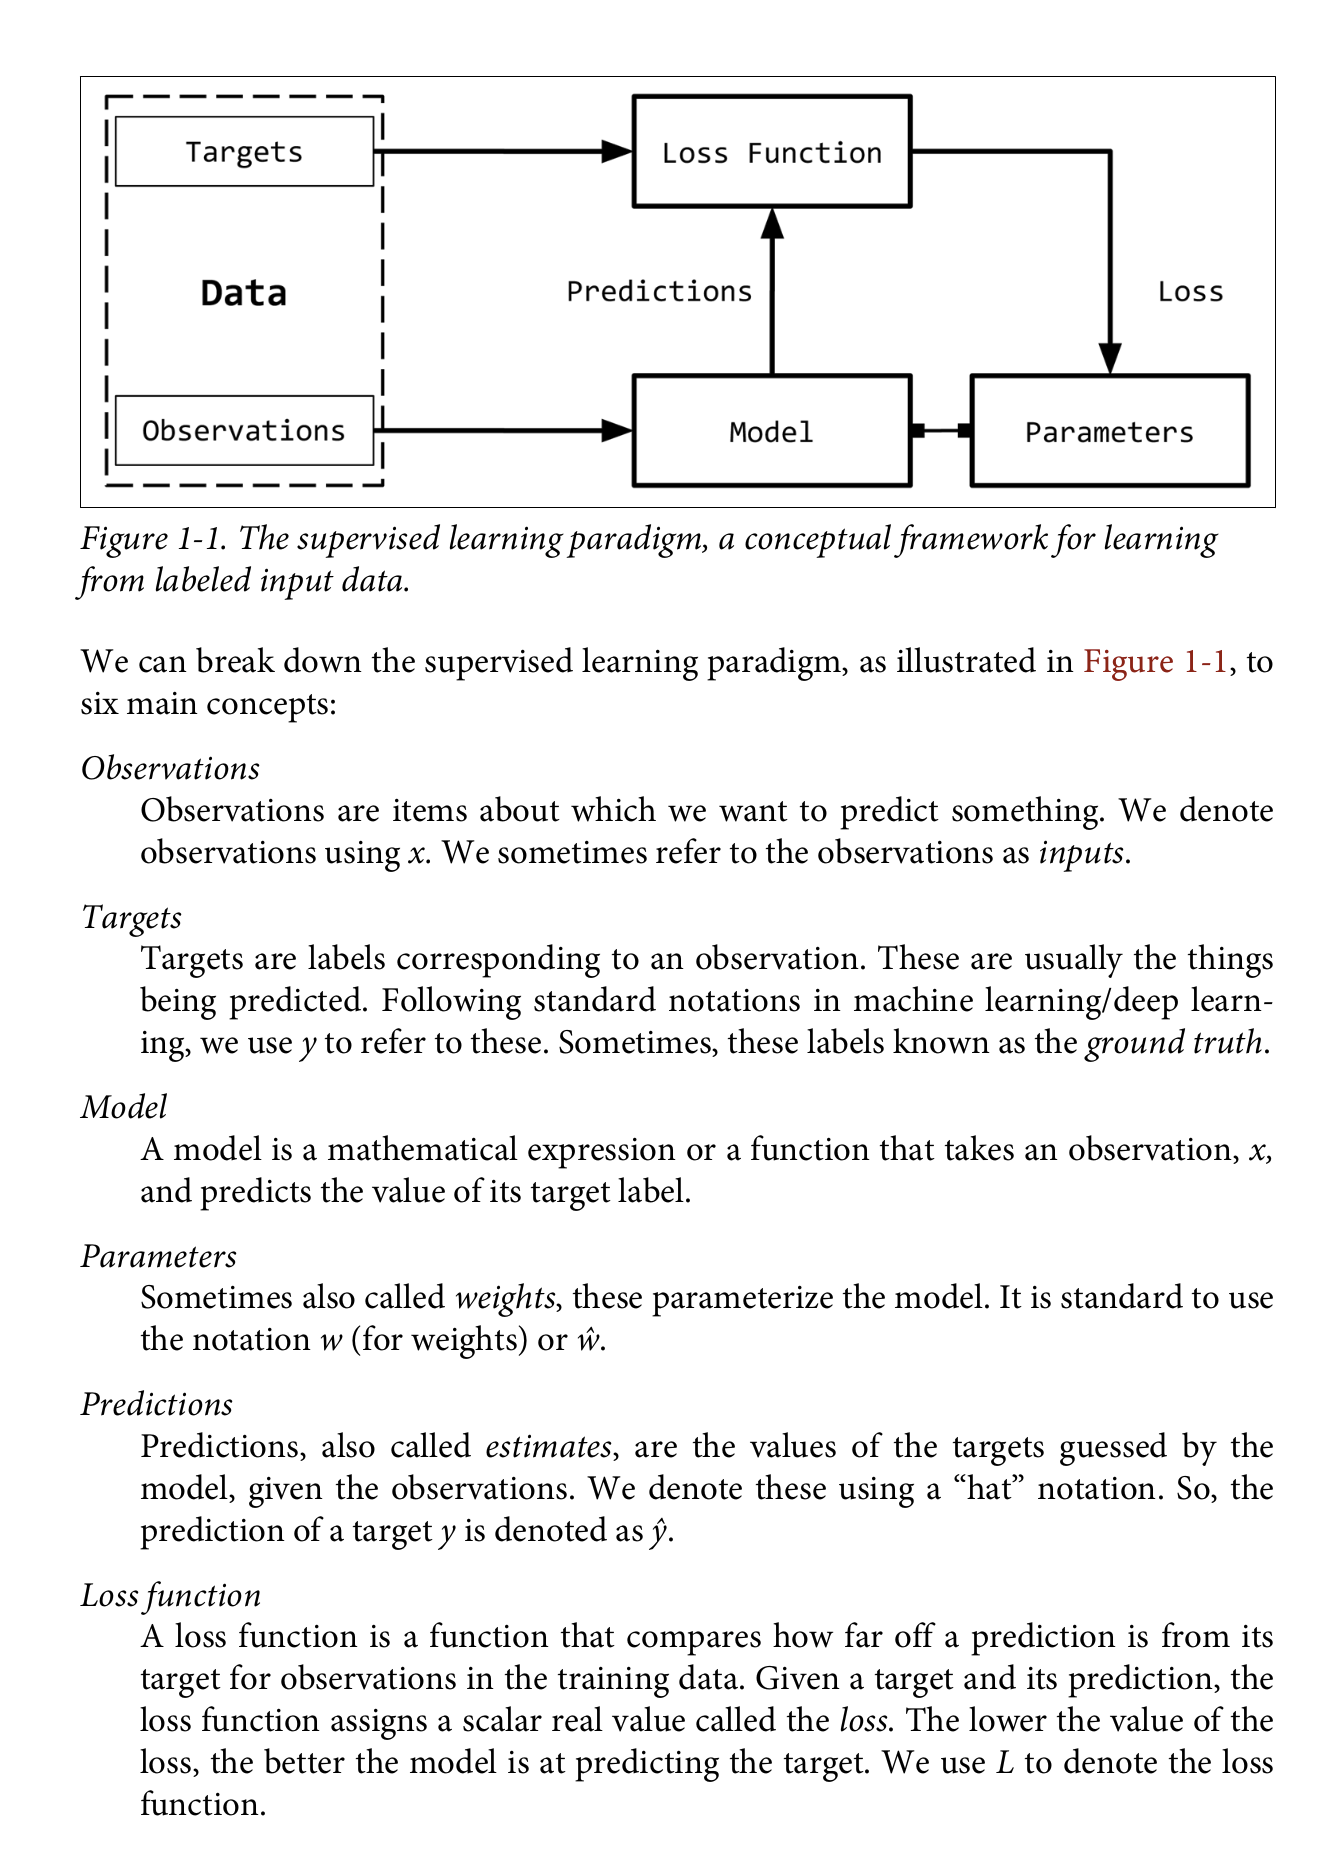 Targets
Loss Function
Data
Predictions
Loss
Observations
Model
Parameters
Figure 1-1. The supervised learning paradigm, a conceptual framework for learning
from labeled input data.
We can break down the supervised learning paradigm, as illustrated in Figure 1-1, to
six main concepts:
Observations
Observations are items about which we want to predict something. We denote
observations using x. We sometimes refer to the observations as inputs.
Targets
Targets are labels corresponding to an observation. These are usually the things
being predicted. Following standard notations in machine learning/deep learn-
ing, we use y to refer to these. Sometimes, these labels known as the ground truth.
Model
A model is a mathematical expression or a function that takes an observation, x,
and predicts the value of its target label.
Parameters
Sometimes also called weights, these parameterize the model. It is standard to use
the notation w (for weights) or ŵ.
Predictions
Predictions, also called estimates, are the values of the targets guessed by the
model, given the observations. We denote these using a “hat” notation. So, the
prediction of a target y is denoted as ŷ.
Loss function
A loss function is a function that compares how far off a prediction is from its
target for observations in the training data. Given a target and its prediction, the
loss function assigns a scalar real value called the loss. The lower the value of the
loss, the better the model is at predicting the target. We use L to denote the loss
function.